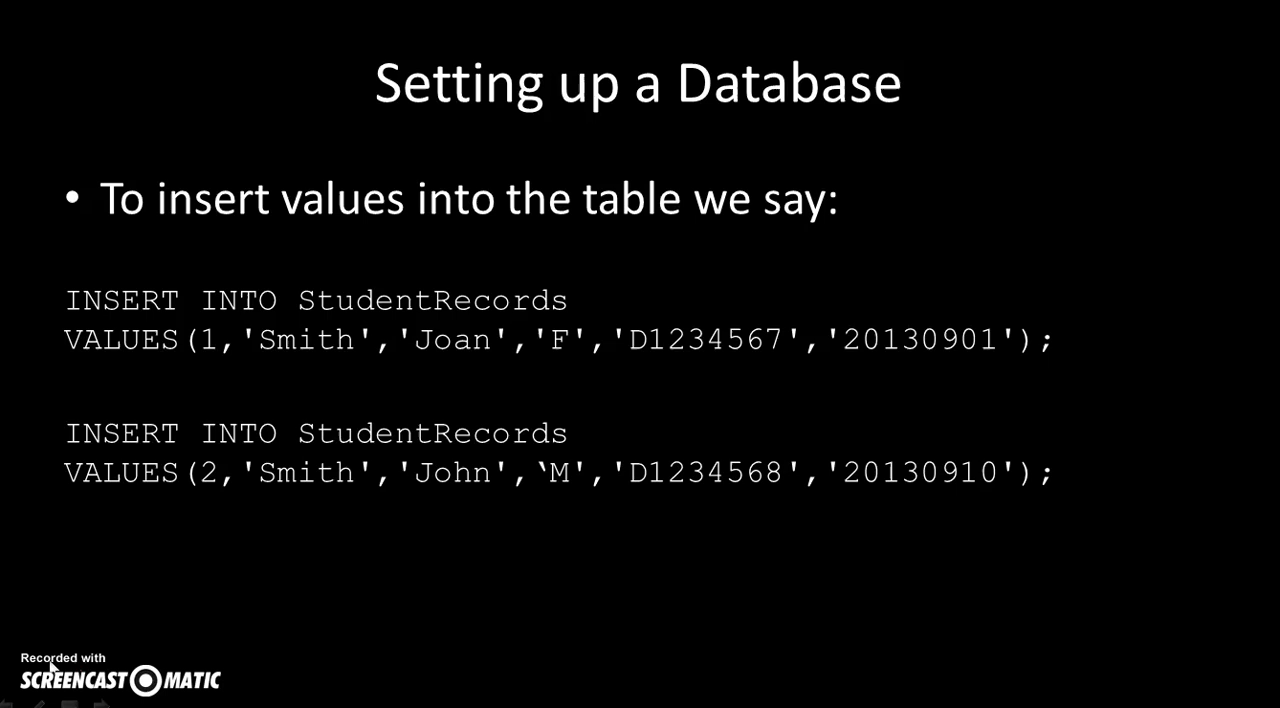 Setting up a Database
• To insert values into the table we say:
INSERT INTO StudentRecords
VALUES(1,'Smith','Joan','F','D1234567','20130901');
INSERT INTO StudentRecords
VALUES(2,'Smith','John',‘M','D1234568','20130910');
Recorded with
SCREENCAST MATIC